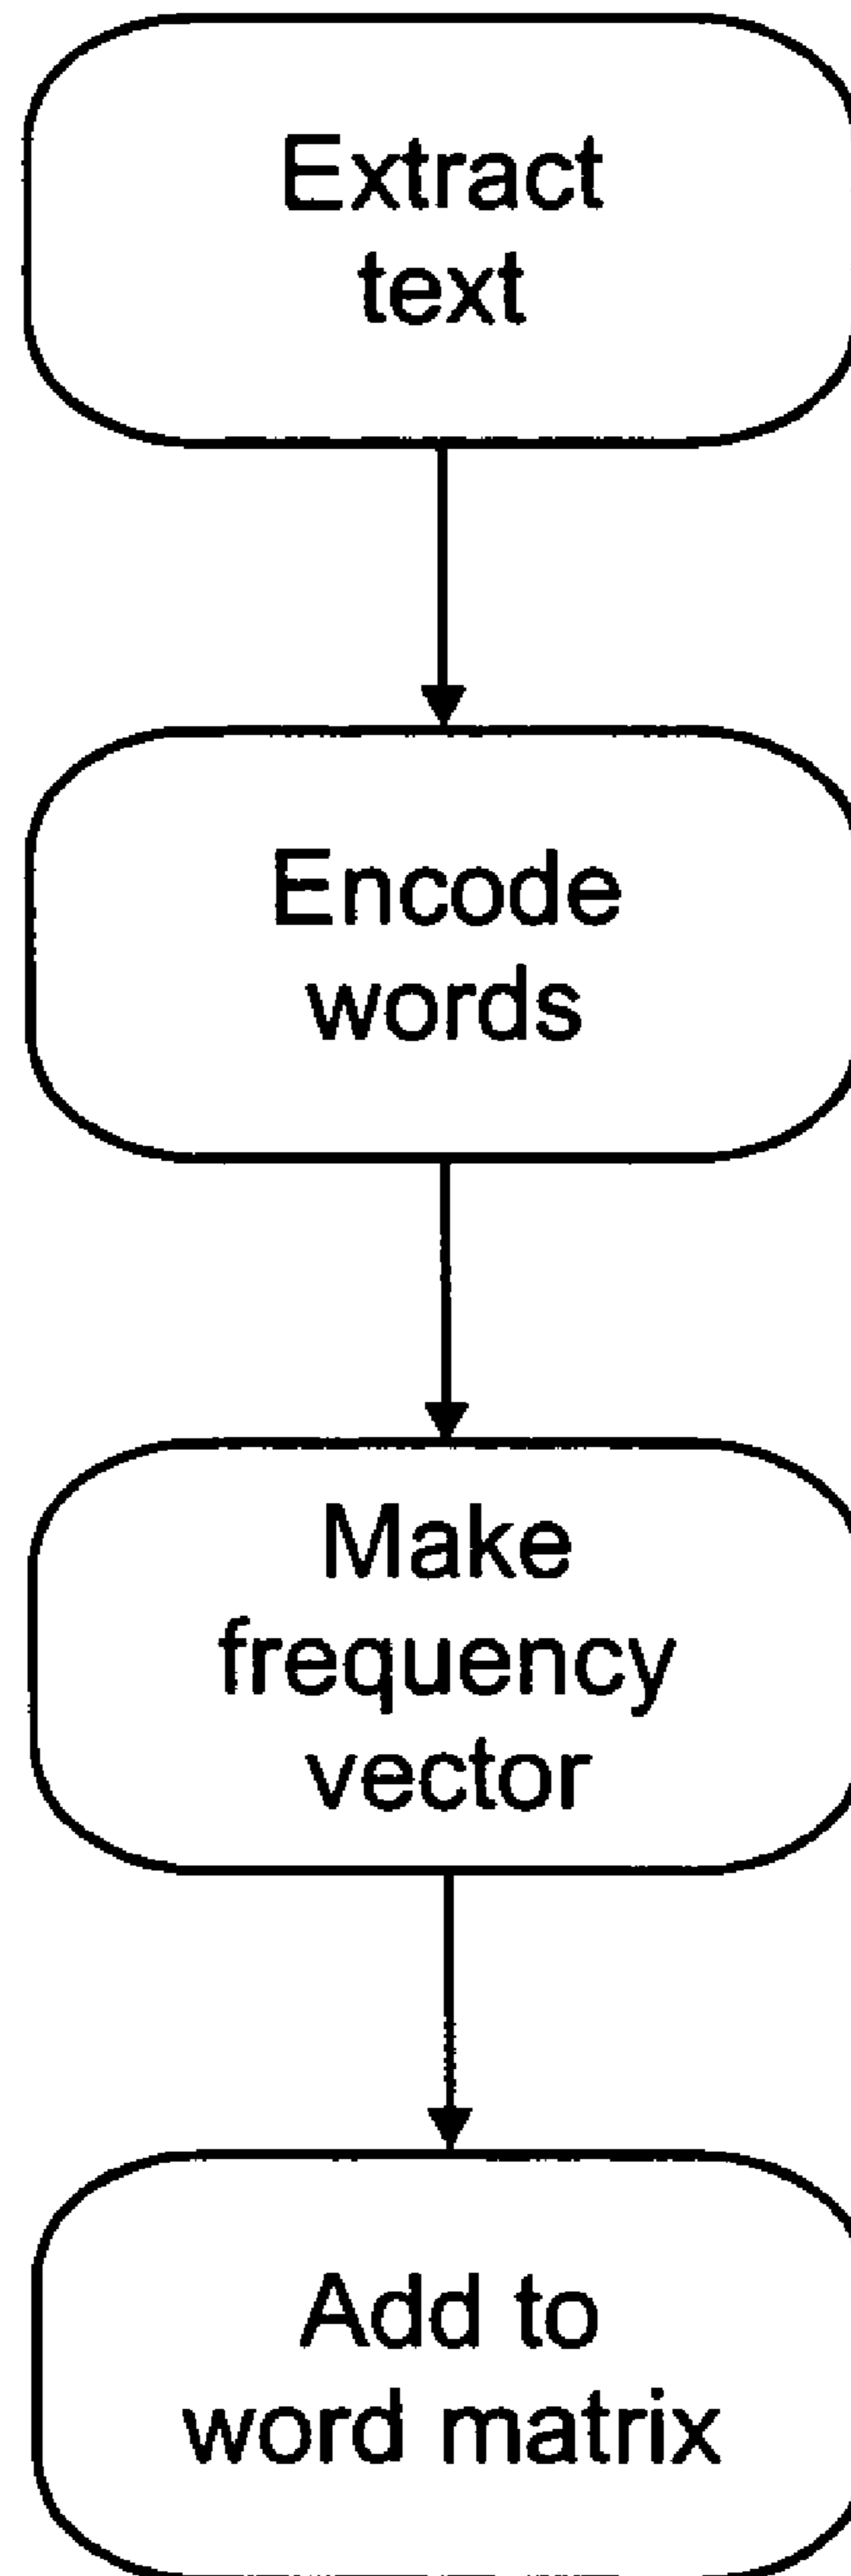 Extract
text
Encode
words
Make
frequency
vector
Add to
word matrix